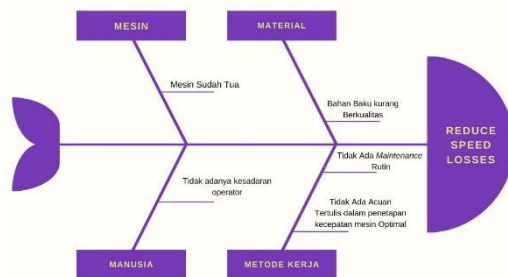 MESIN
MATERIAL
Mesin Sudah Tua
Bahan Baku kurang
Berkualitas
REDUCE
SPEED
LOSSES
Tidak Ada Maintenance
Rutin
Tidak adanya kesadaran
operator
Tidak Ada Acuan
Tertulis dalam penetapan
kecepatan mesin Optimal
MANUSIA
METODE KERJA